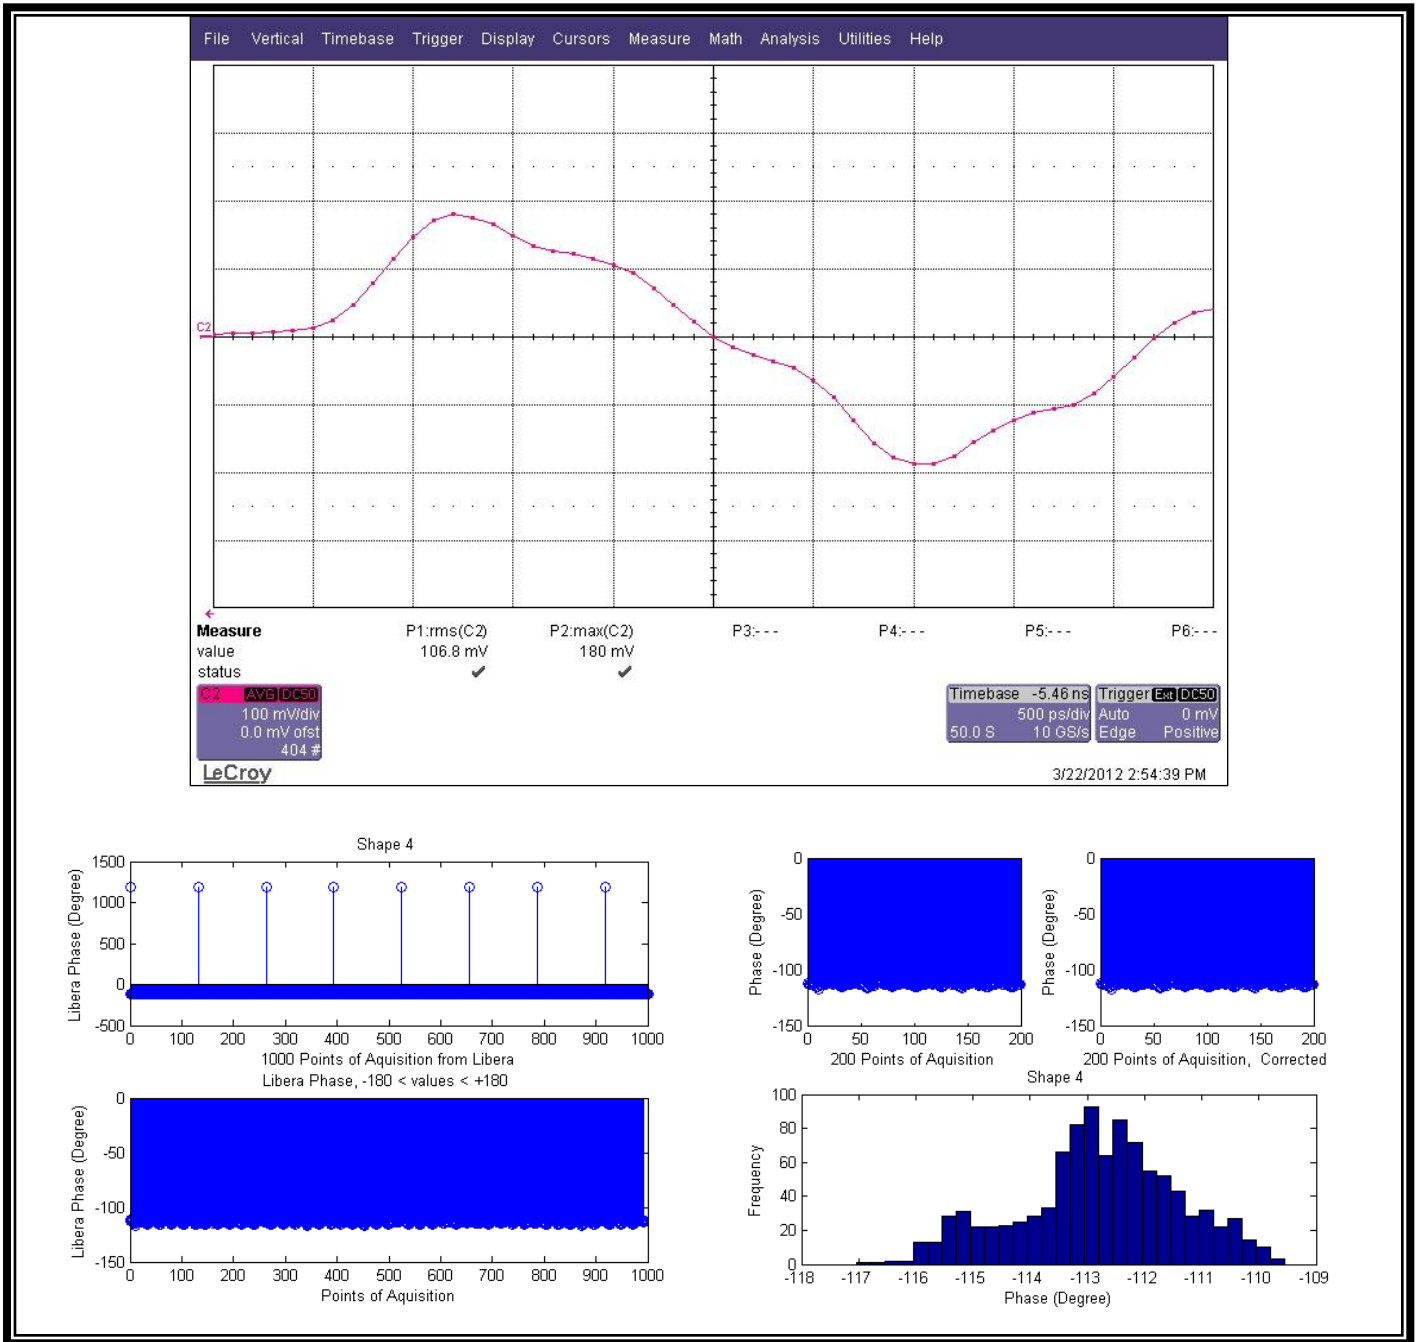 File Vertical Timebase Trigger Display Cursors Measure Math Analysis Utilities Help
C2
Measure P1:rms(C2) P2:max(C2) P3:- - - P4:- - - P5:- - - P6:- - -
value 106.8 mV 180 mV
status
C2 AVG DC50
100 mV/div
0.0 mV ofst
404 #
Timebase -5.46 ns
500 ps/div
50.0 S 10 GS/s
Trigger Ext DC50
Auto 0 mV
Edge Positive
LeCroy
3/22/2012 2:54:39 PM
Shape 4
Libera Phase (Degree)
1500
1000
500
0
-500
0 100 200 300 400 500 600 700 800 900 1000
1000 Points of Aquisition from Libera
Phase (Degree)
0
-50
-100
-150
0 50 100 150 200
200 Points of Aquisition
Phase (Degree)
0
-50
-100
-150
0 50 100 150 200
200 Points of Aquisition, Corrected
Libera Phase, -180 < values < +180
Libera Phase (Degree)
0
-50
-100
-150
0 100 200 300 400 500 600 700 800 900 1000
Points of Aquisition
Shape 4
Frequency
100
80
60
40
20
0
-118 -117 -116 -115 -114 -113 -112 -111 -110 -109
Phase (Degree)